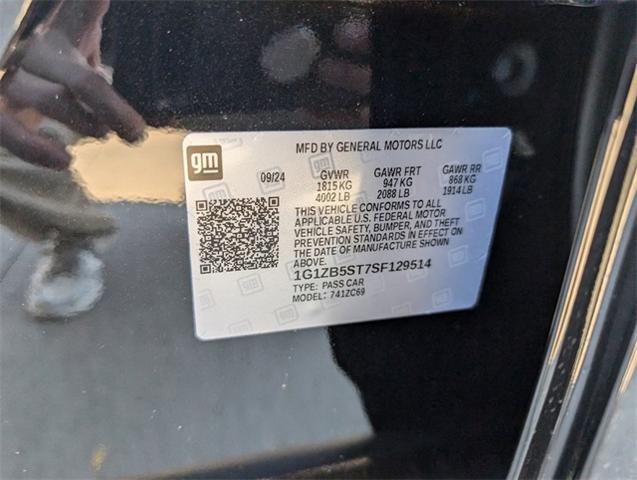 gm
MFD BY GENERAL MOTORS LLC
09/24
GVWR GAWR FRT GAWR RR
1815 KG 947 KG 868 KG
4002 LB 2088 LB 1914 LB
THIS VEHICLE CONFORMS TO ALL
APPLICABLE U.S. FEDERAL MOTOR
VEHICLE SAFETY, BUMPER, AND THEFT
PREVENTION STANDARDS IN EFFECT ON
THE DATE OF MANUFACTURE SHOWN
ABOVE
1G1ZB5ST7SF129514
TYPE: PASS CAR
MODEL: 741ZC69